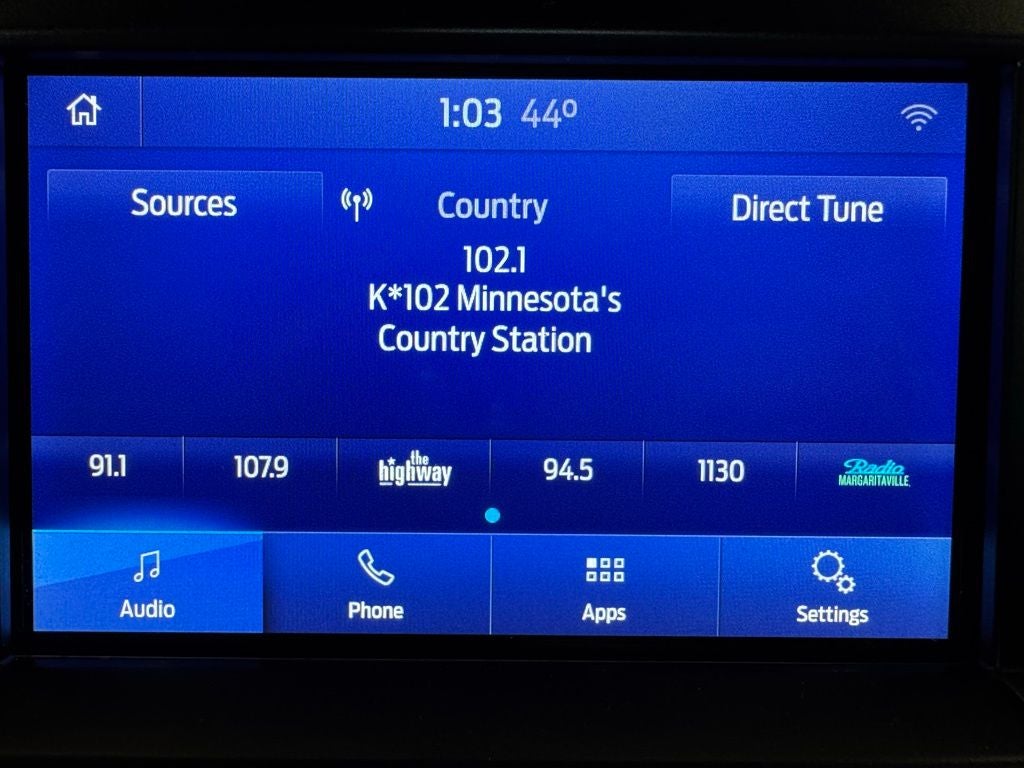 1:03 44°
Sources
Country
Direct Tune
102.1
K*102 Minnesota's
Country Station
91.1
107.9
the
highway
94.5
1130
Radio
MARGARITAVILLE
Audio
Phone
Apps
Settings